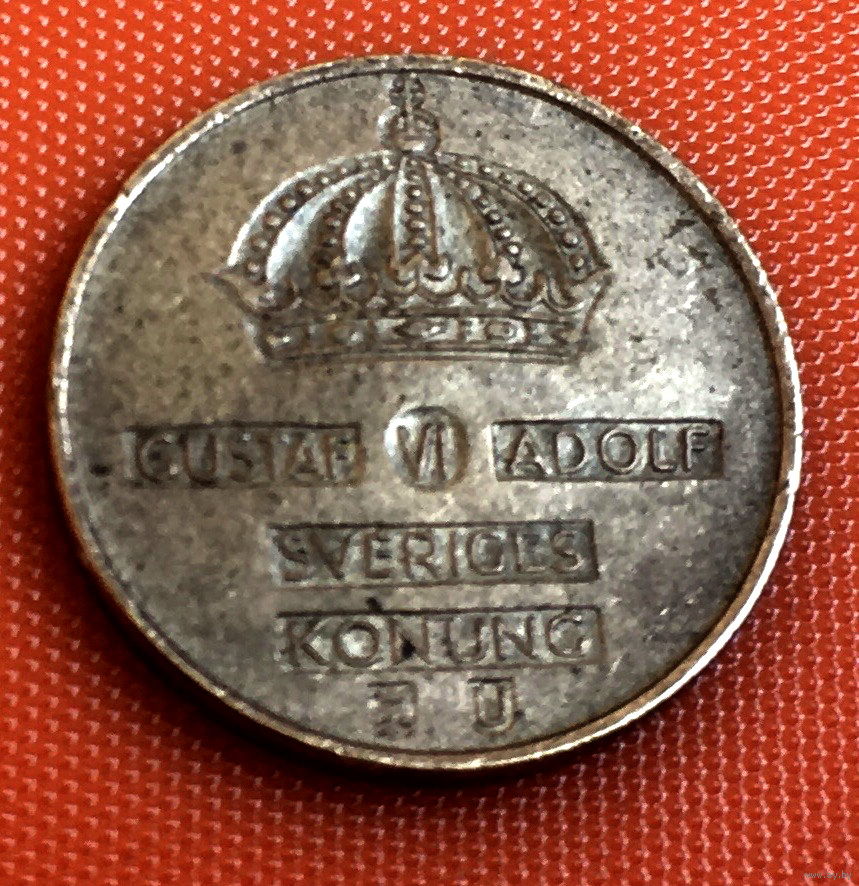 GUSTAF VI ADOLF
SVERIGES
KONUNG
U